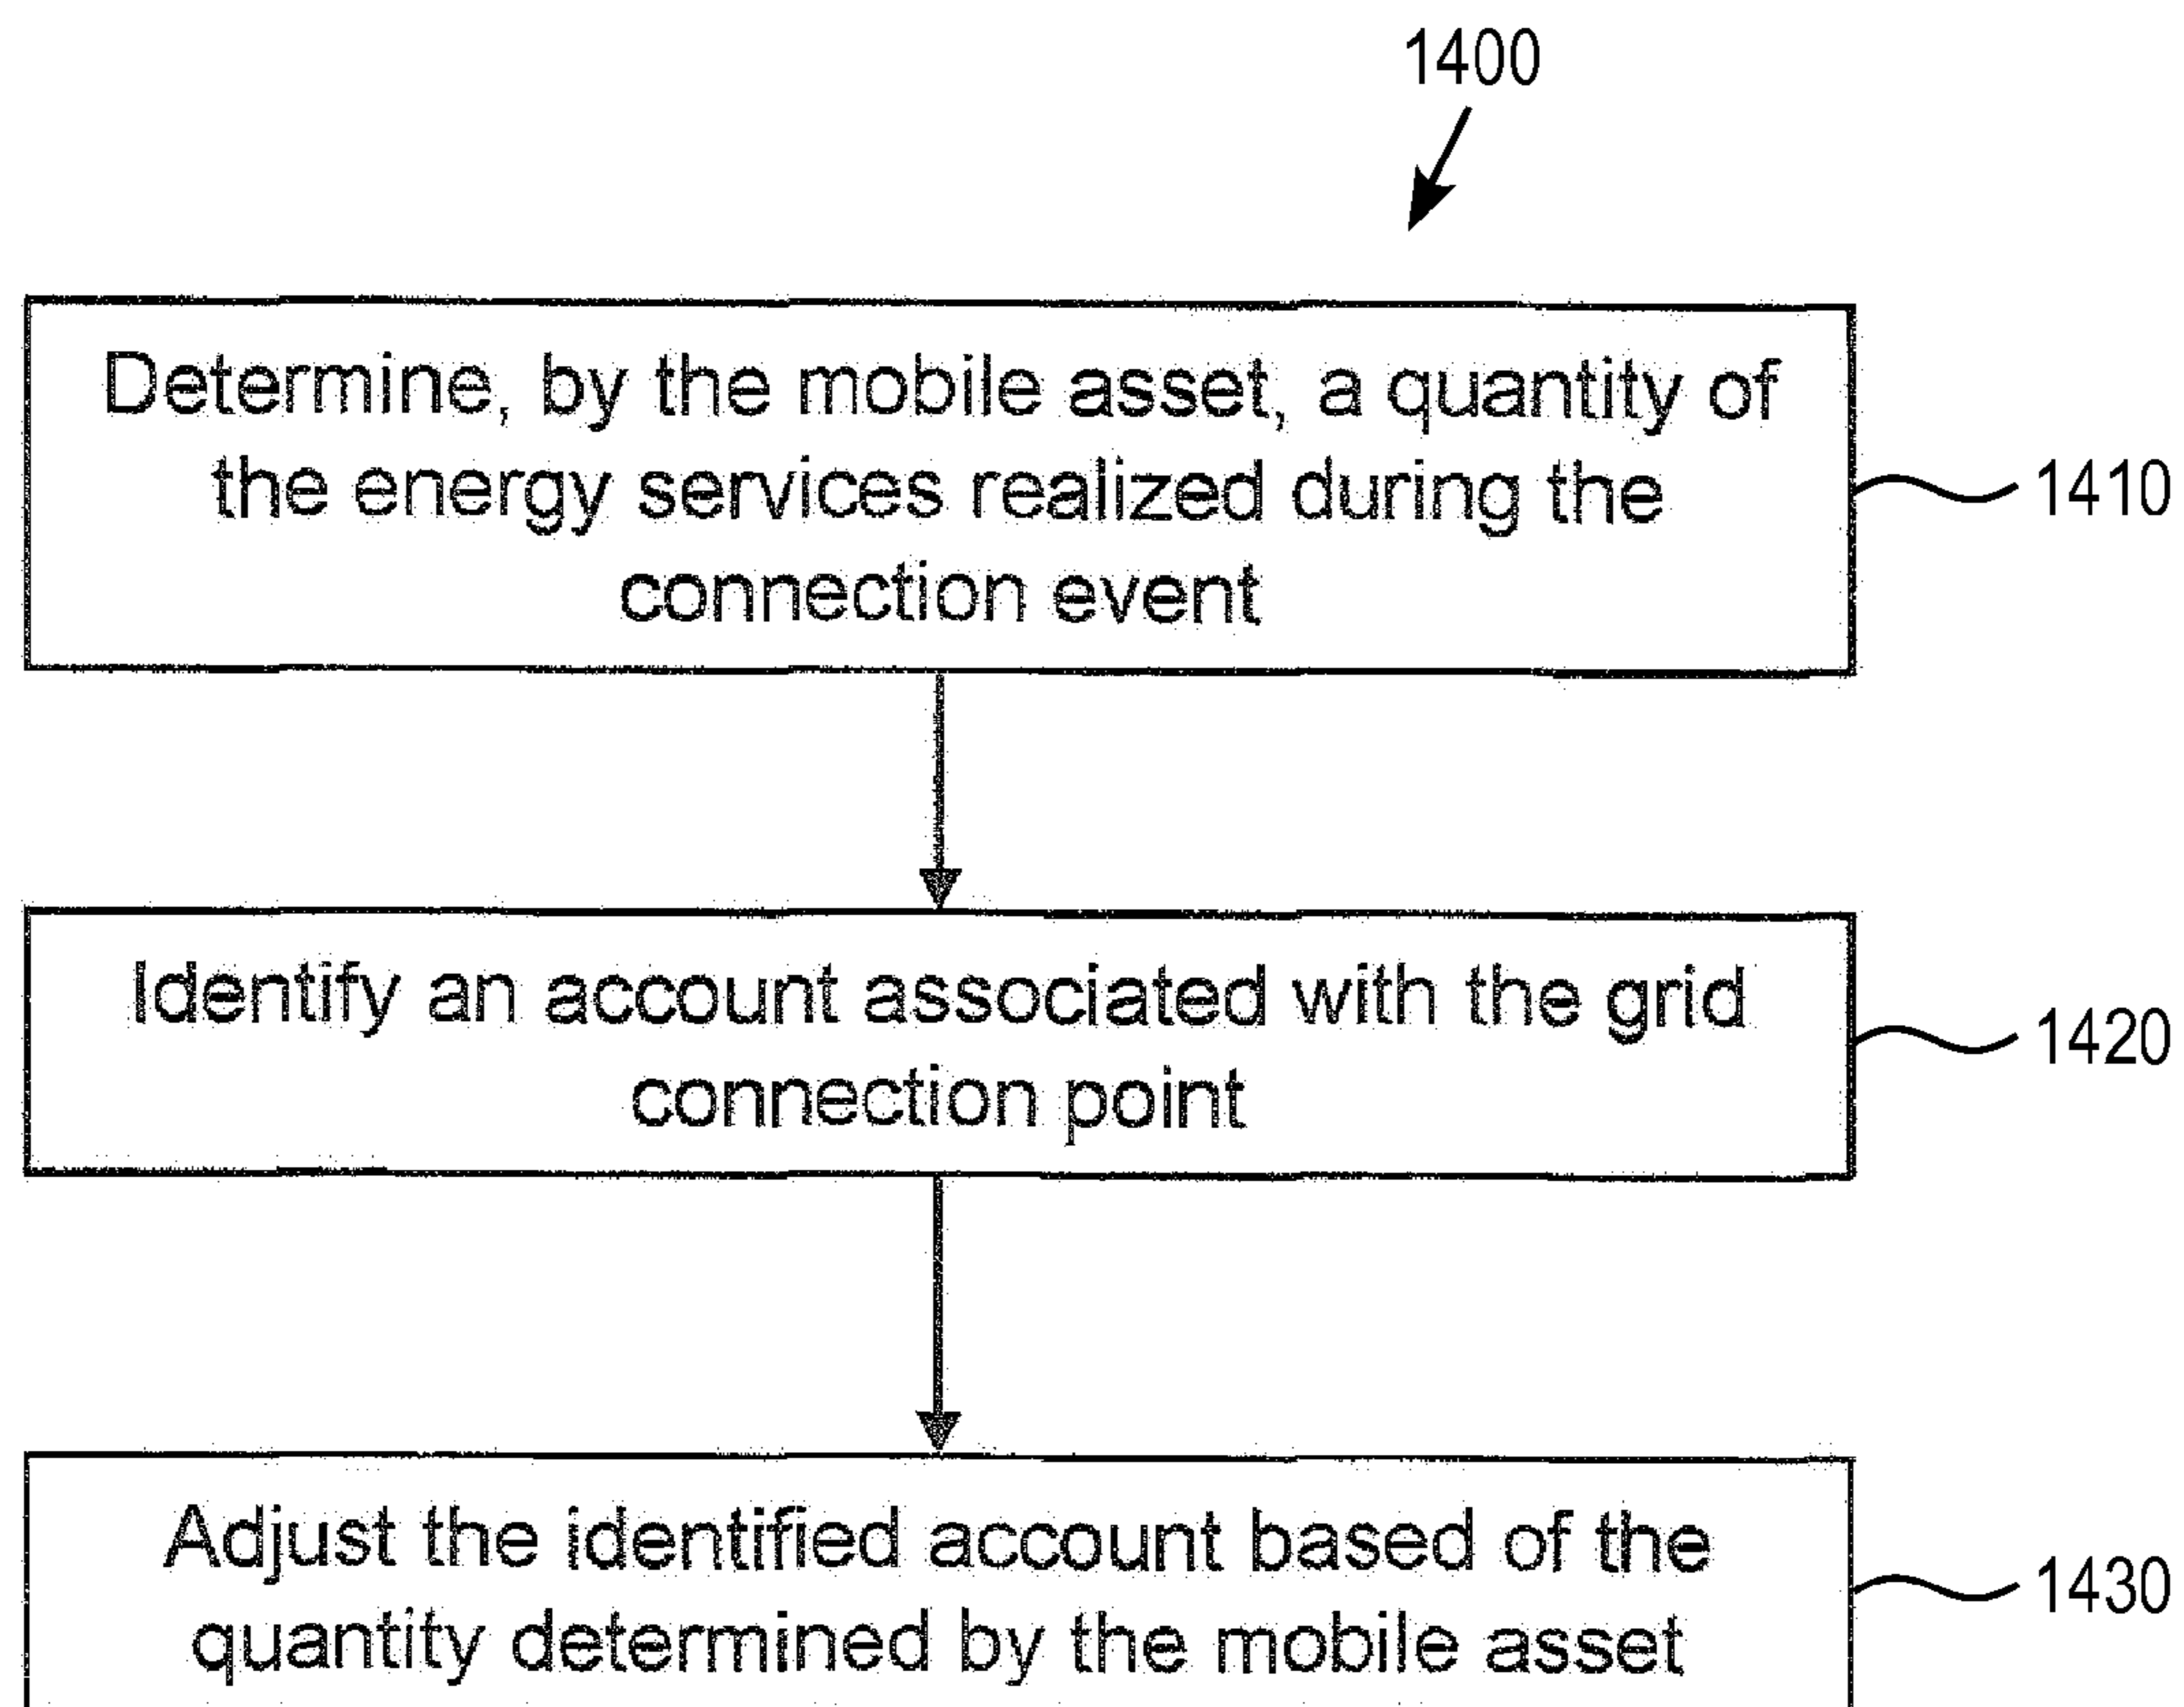 1400
Determine, by the mobile asset, a quantity of
the energy services realized during the
connection event
1410
Identify an account associated with the grid
connection point
1420
Adjust the identified account based of the
quantity determined by the mobile asset
1430